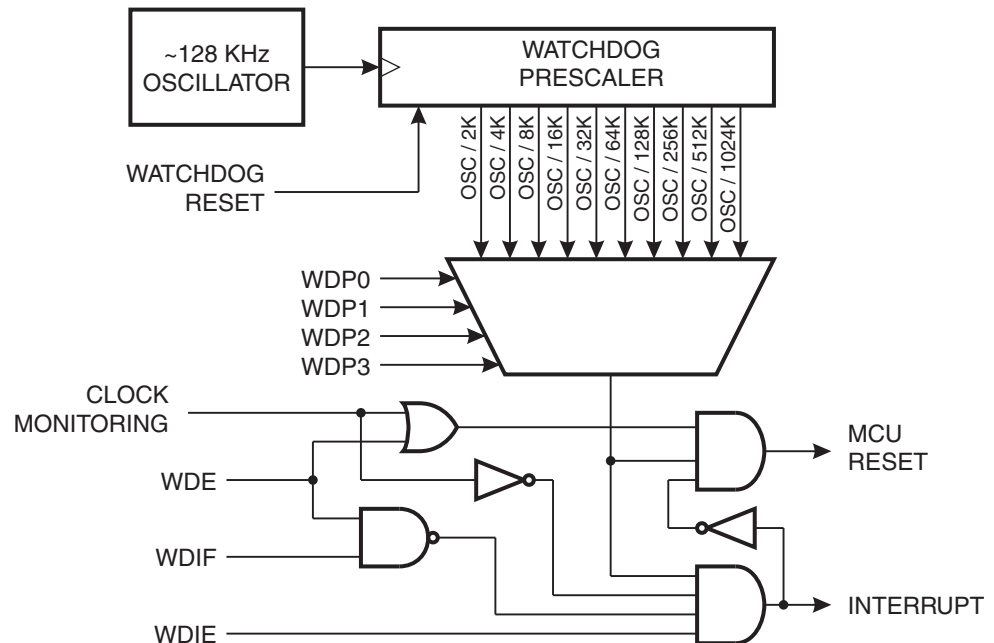 ~128 KHz
OSCILLATOR
WATCHDOG
PRESCALER
WATCHDOG
RESET
OSC / 2K
OSC / 4K
OSC / 8K
OSC / 16K
OSC / 32K
OSC / 64K
OSC / 128K
OSC / 256K
OSC / 512K
OSC / 1024K
WDP0
WDP1
WDP2
WDP3
CLOCK
MONITORING
MCU
RESET
WDE
WDIF
INTERRUPT
WDIE